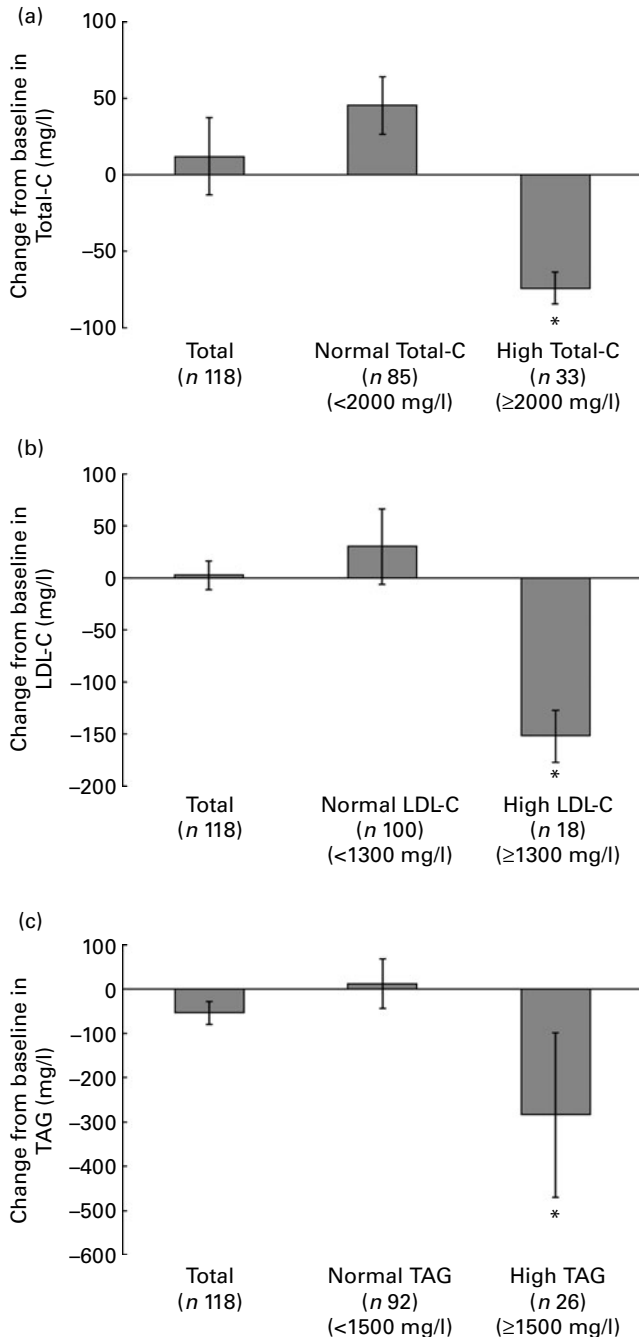 (a)
Change from baseline in
Total-C (mg/l)
100
50
0
−50
−100
*
Total
(n 118)
Normal Total-C
(n 85)
(<2000 mg/l)
High Total-C
(n 33)
(≥2000 mg/l)
(b)
Change from baseline in
LDL-C (mg/l)
100
50
0
−50
−100
−150
−200
*
Total
(n 118)
Normal LDL-C
(n 100)
(<1300 mg/l)
High LDL-C
(n 18)
(≥1300 mg/l)
(c)
Change from baseline in
TAG (mg/l)
100
0
−100
−200
−300
−400
−500
−600
*
Total
(n 118)
Normal TAG
(n 92)
(<1500 mg/l)
High TAG
(n 26)
(≥1500 mg/l)